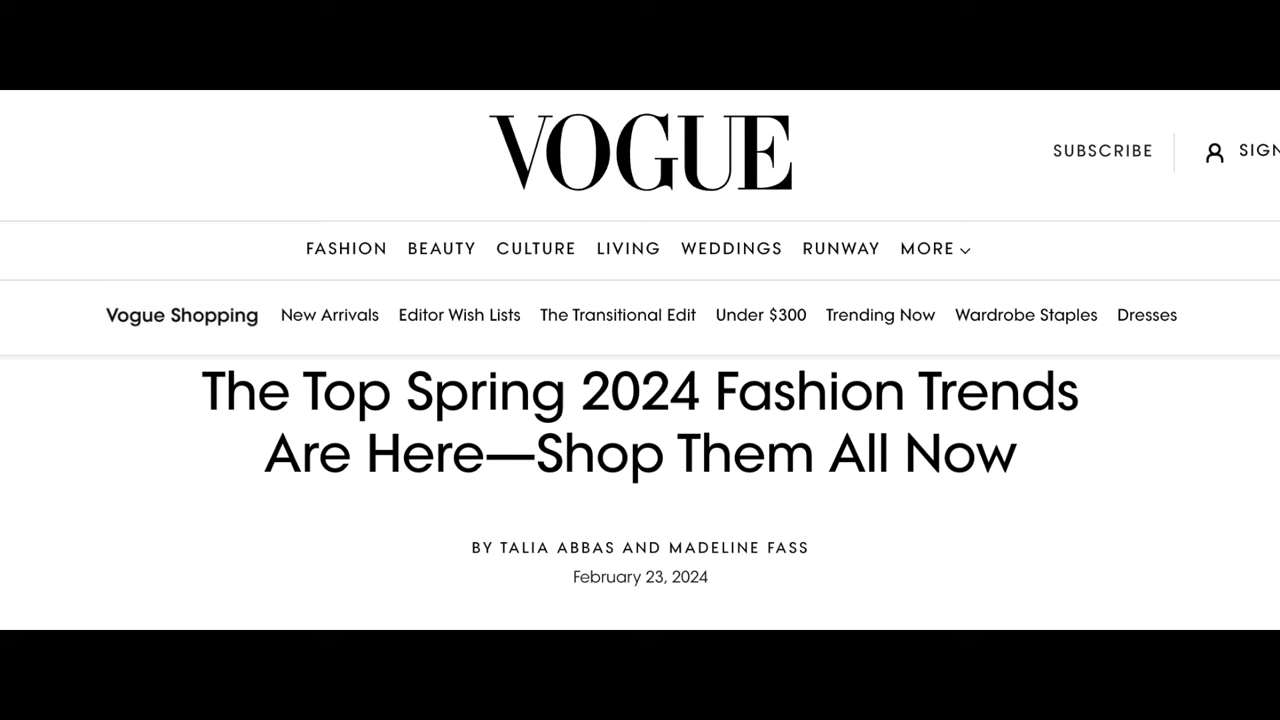 VOGUE
SUBSCRIBE SIGN
FASHION BEAUTY CULTURE LIVING WEDDINGS RUNWAY MORE
Vogue Shopping New Arrivals Editor Wish Lists The Transitional Edit Under $300 Trending Now Wardrobe Staples Dresses
The Top Spring 2024 Fashion Trends
Are Here—Shop Them All Now
BY TALIA ABBAS AND MADELINE FASS
February 23, 2024